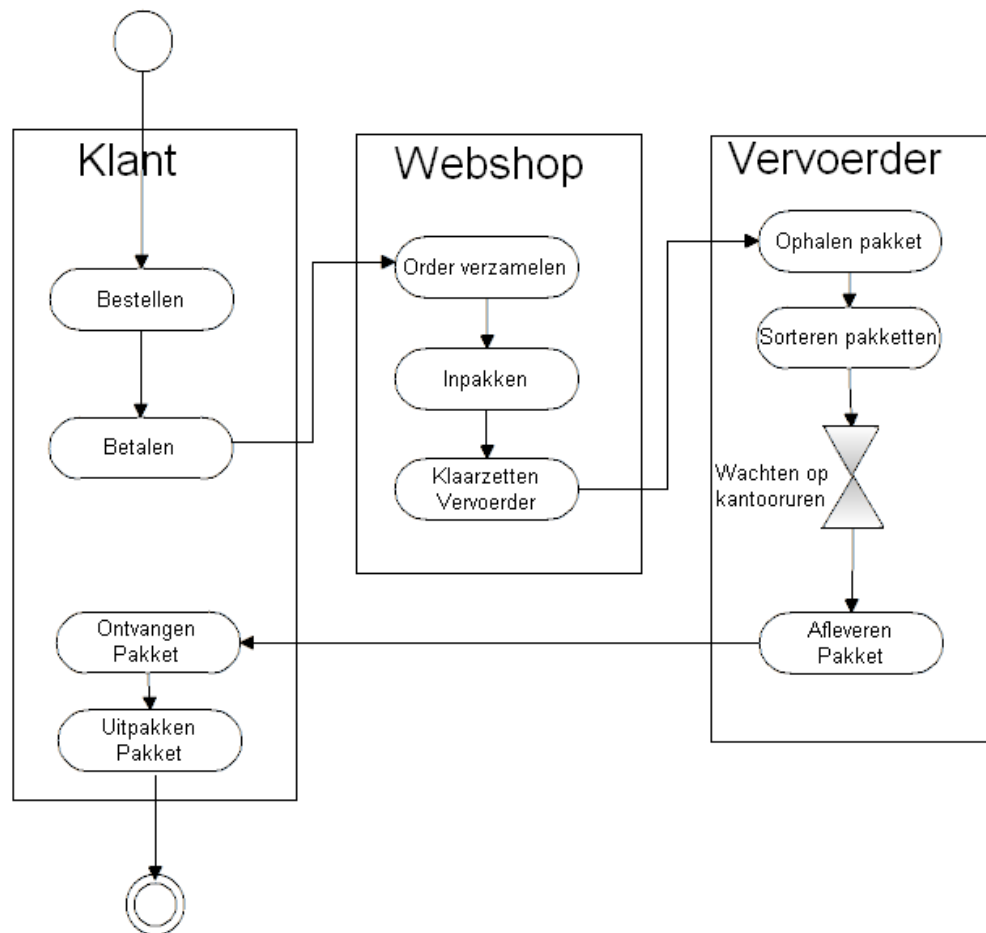 Klant
Bestellen
Betalen
Ontvangen
Pakket
Uitpakken
Pakket
Webshop
Order verzamelen
Inpakken
Klaarzetten
Vervoerder
Vervoerder
Ophalen pakket
Sorteren pakketten
Wachten op
kantooruren
Afleveren
Pakket